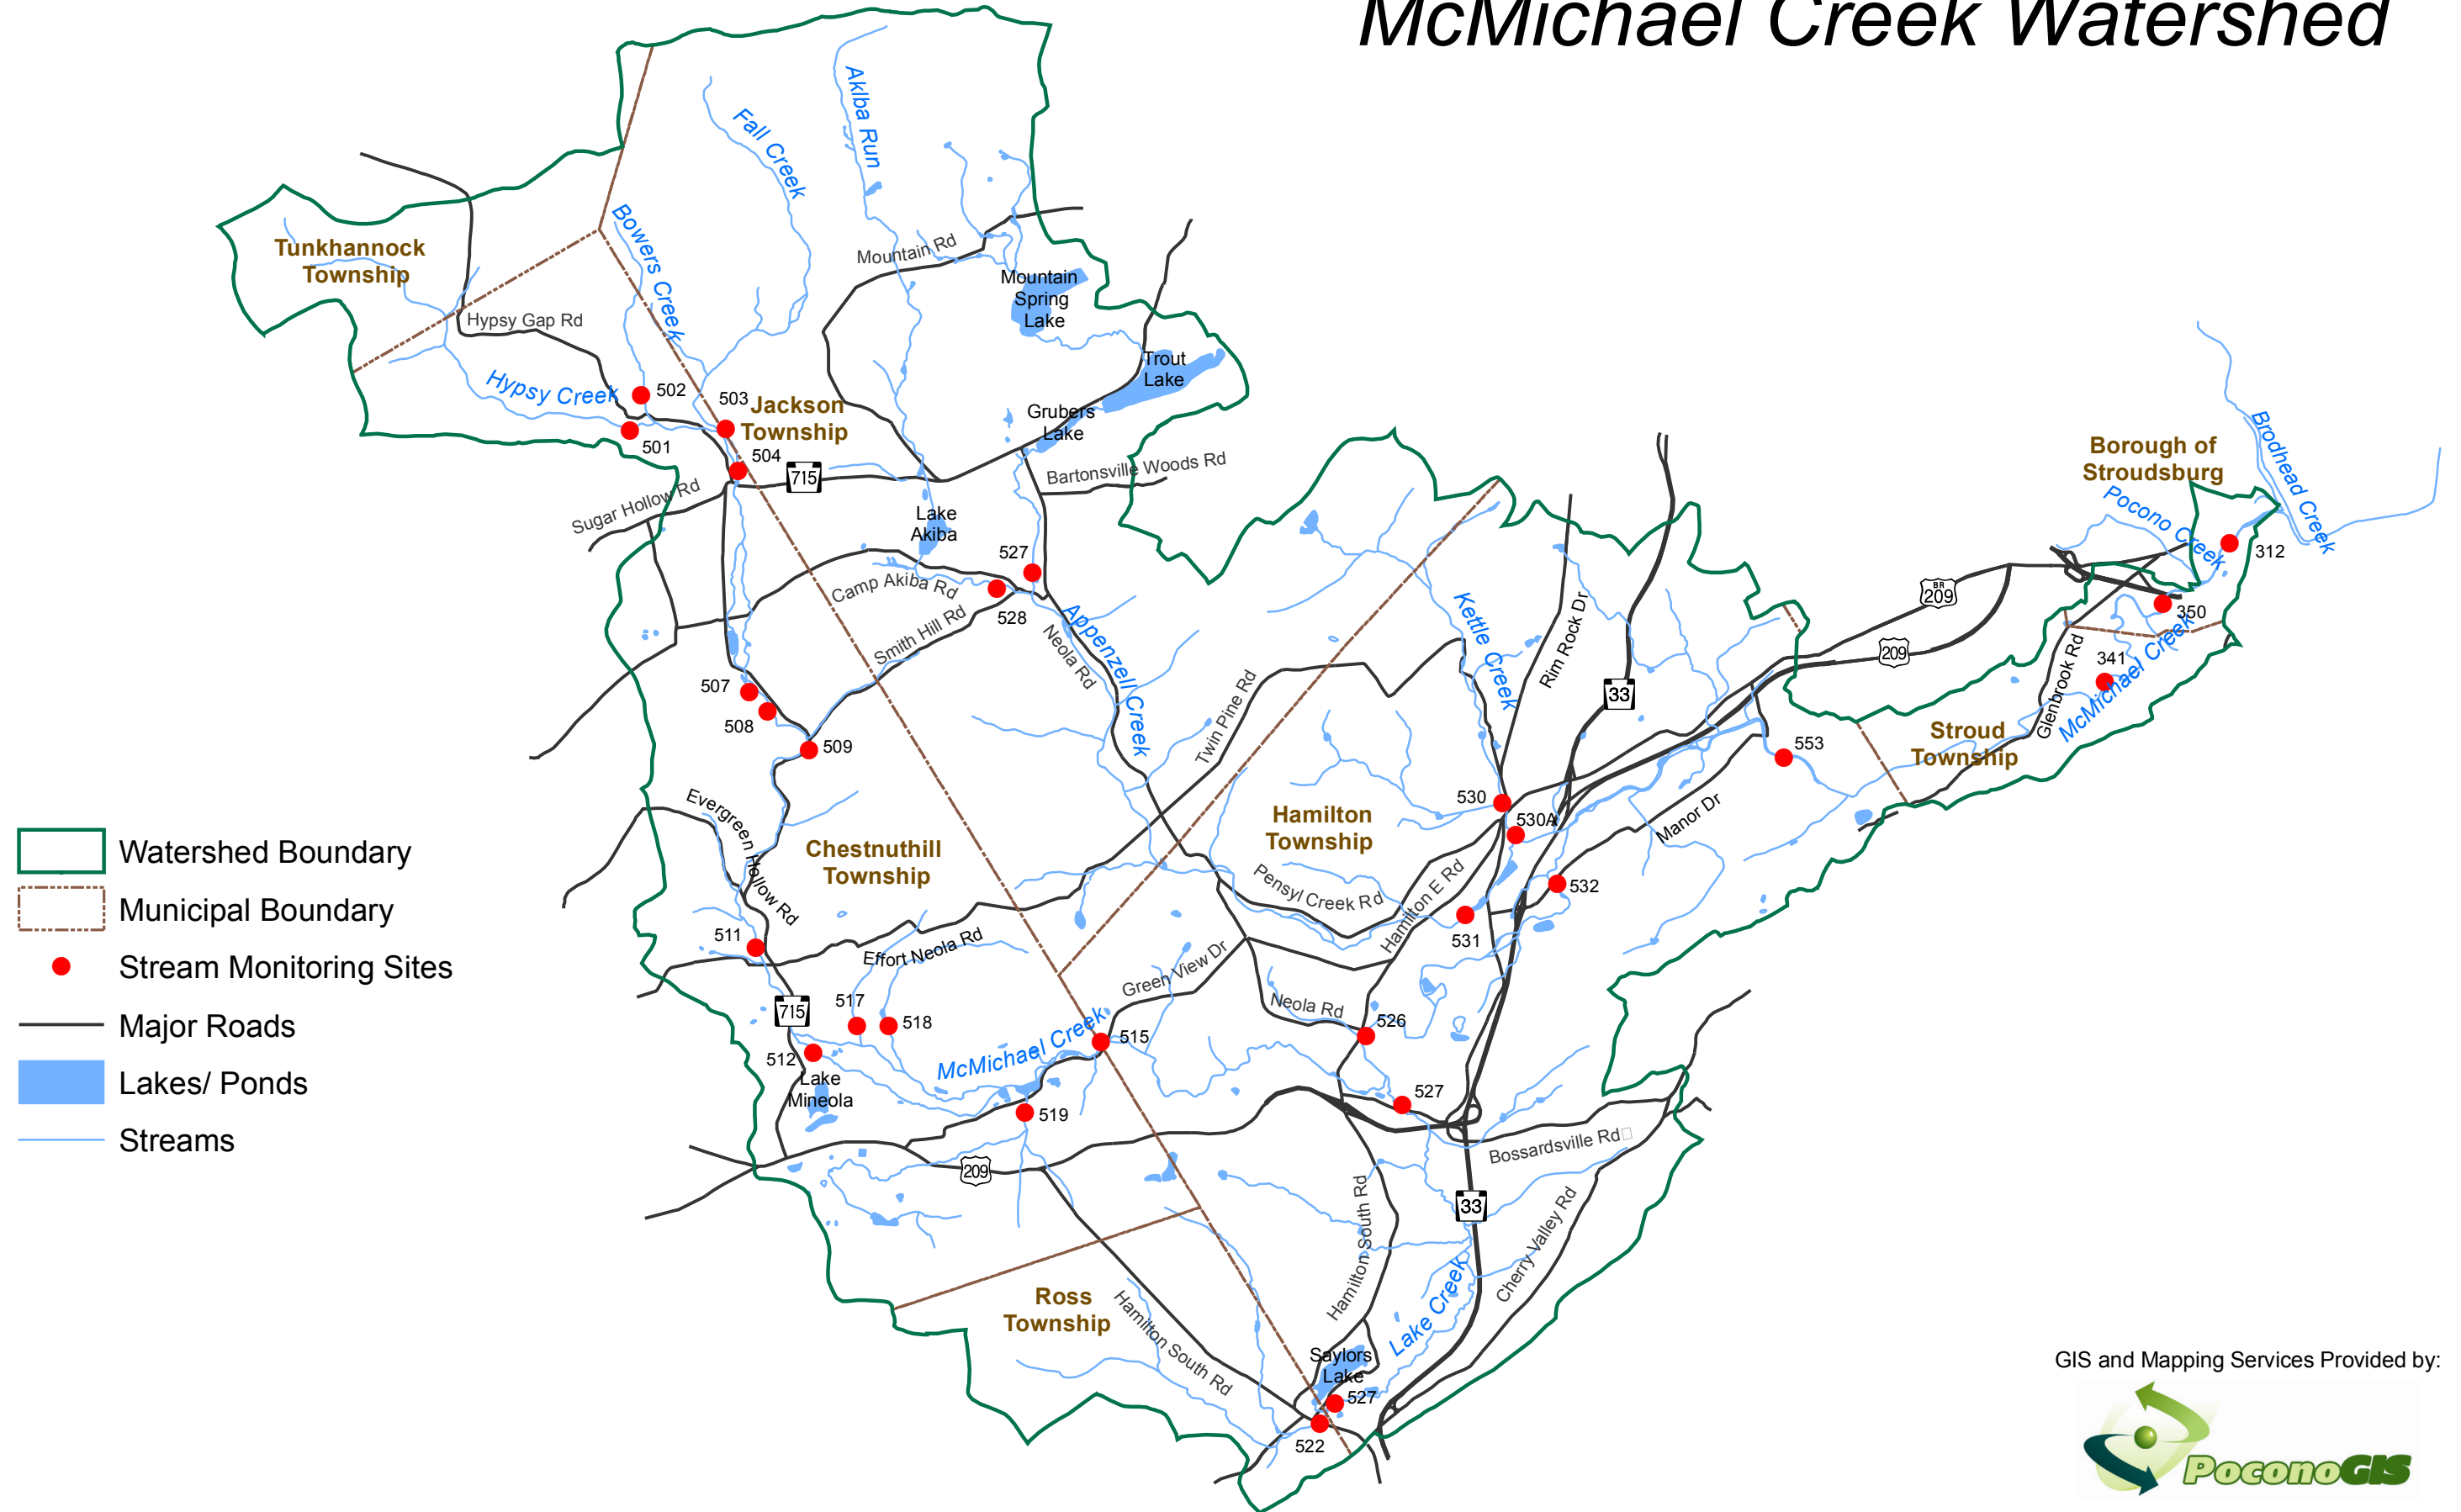 McMichael Creek Watershed
Aklba Run
Fall Creek
Bowers Creek
Tunkhannock
Township
Mountain Rd
Mountain
Spring
Lake
Hypsy Gap Rd
Trout
Lake
Hypsy Creek
502
503
Jackson
Township
Grubers
Lake
501
504
715
Bartonsville Woods Rd
Sugar Hollow Rd
Lake
Akiba
527
Camp Akiba Rd
528
Smith Hill Rd
Neola Rd
Appenzell Creek
Borough of
Stroudsburg
Brodhead Creek
Pocono Creek
312
BR
209
350
Kettle Creek
Rim Rock Dr
33
209
341
Glenbrook Rd
McMichael Creek
Stroud
Township
507
508
509
Twin Pine Rd
553
530
530A
Hamilton
Township
Manor Dr
Evergreen Hollow Rd
Chestnuthill
Township
Pensyl Creek Rd
Hamilton E Rd
532
531
511
Effort Neola Rd
Green View Dr
Neola Rd
715
517
518
526
McMichael Creek
515
512
Lake
Mineola
519
527
Bossardsville Rd
209
33
Hamilton South Rd
Cherry Valley Rd
Ross
Township
Hamilton South Rd
Lake Creek
Saylors
Lake
527
522
Watershed Boundary
Municipal Boundary
Stream Monitoring Sites
Major Roads
Lakes/ Ponds
Streams
GIS and Mapping Services Provided by:
PoconoGIS